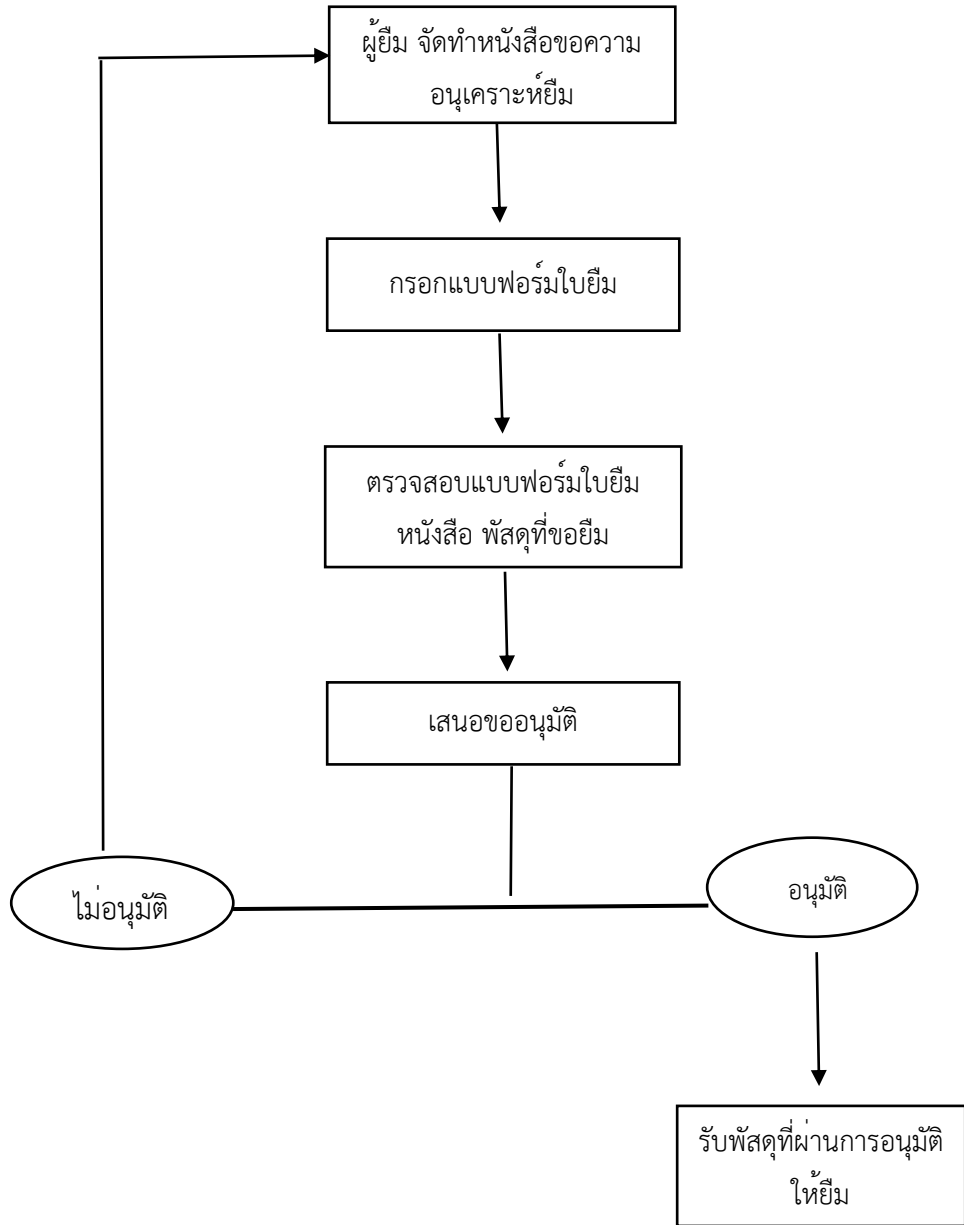 ผู้ยืม จัดทำหนังสือขอความ
อนุเคราะห์ยืม
กรอกแบบฟอร์มใบยืม
ตรวจสอบแบบฟอร์มใบยืม
หนังสือ พัสดุที่ขอยืม
เสนอขออนุมัติ
ไม่อนุมัติ
อนุมัติ
รับพัสดุที่ผ่านการอนุมัติ
ให้ยืม